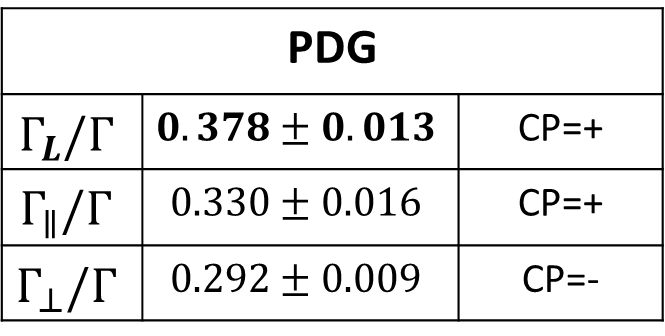 PDG
Γ_L/Γ 0.378 ± 0.013 CP=+
Γ_∥/Γ 0.330 ± 0.016 CP=+
Γ_⊥/Γ 0.292 ± 0.009 CP=-